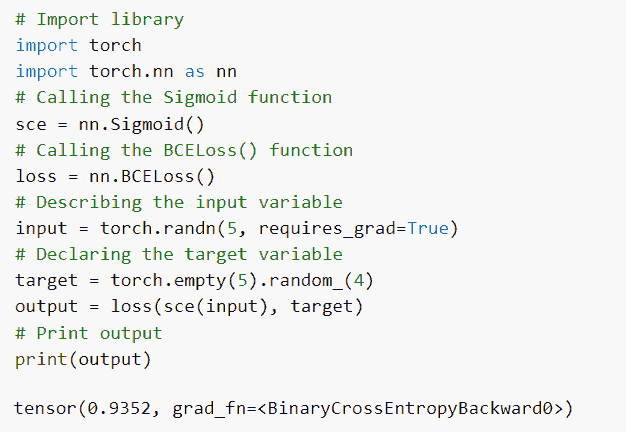 # Import library
import torch
import torch.nn as nn
# Calling the Sigmoid function
sce = nn.Sigmoid()
# Calling the BCELoss() function
loss = nn.BCELoss()
# Describing the input variable
input = torch.randn(5, requires_grad=True)
# Declaring the target variable
target = torch.empty(5).random_(4)
output = loss(sce(input), target)
# Print output
print(output)
tensor(0.9352, grad_fn=<BinaryCrossEntropyBackward0>)